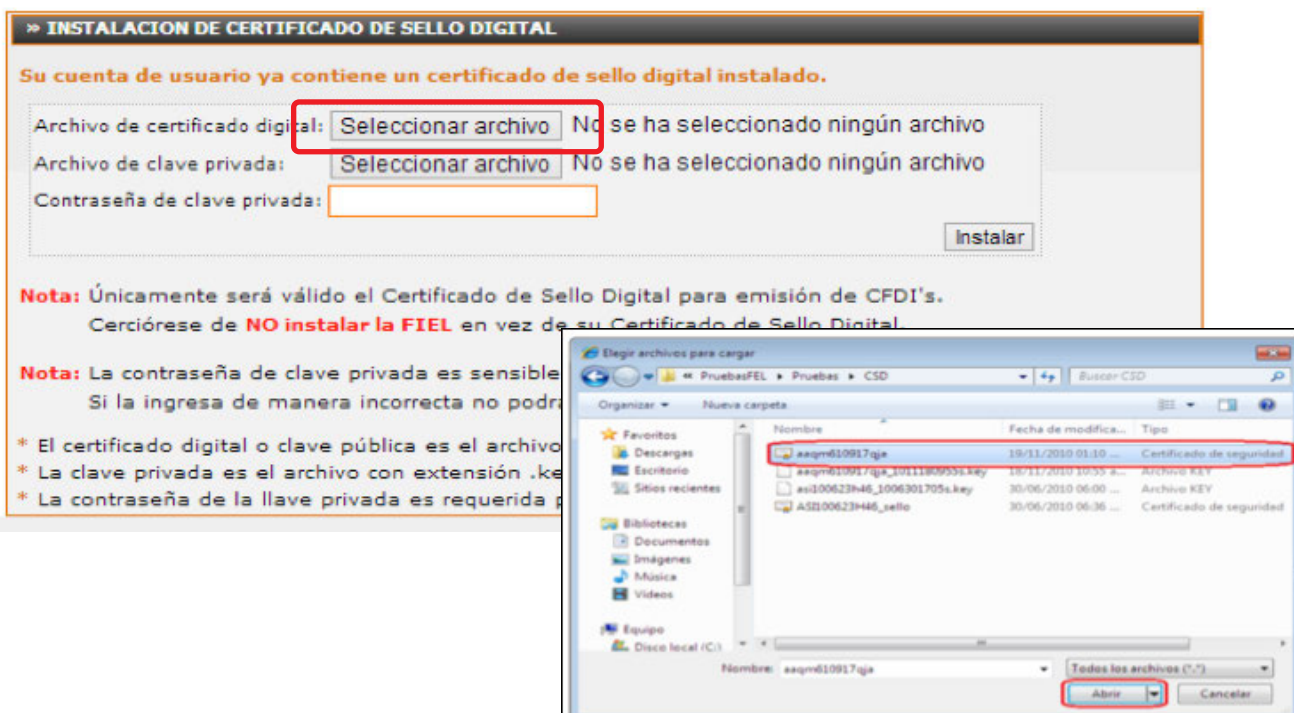 » INSTALACION DE CERTIFICADO DE SELLO DIGITAL
Su cuenta de usuario ya contiene un certificado de sello digital instalado.
Archivo de certificado digital: Seleccionar archivo No se ha seleccionado ningún archivo
Archivo de clave privada: Seleccionar archivo No se ha seleccionado ningún archivo
Contraseña de clave privada:
Instalar
Nota: Únicamente será válido el Certificado de Sello Digital para emisión de CFDI's.
Cerciórese de NO instalar la FIEL en vez de su Certificado de Sello Digital.
Nota: La contraseña de clave privada es sensible
Si la ingresa de manera incorrecta no podrá
* El certificado digital o clave pública es el archivo
* La clave privada es el archivo con extensión .ke
* La contraseña de la llave privada es requerida p
Elegir archivos para cargar
« PruebasFEL ▸ Pruebas ▸ CSD
Buscar CSD
Organizar Nueva carpeta
Nombre Fecha de modifica... Tipo
Favoritos
Descargas
Escritorio
Sitios recientes
Bibliotecas
Documentos
Imágenes
Música
Videos
Equipo
Disco local (C:)
aaqm610917qja 19/11/2010 01:10 ... Certificado de seguridad
aaqm610917qja_1011180955s.key 18/11/2010 10:55 a... Archivo KEY
asi100623h46_1006301705s.key 30/06/2010 06:00 ... Archivo KEY
ASI100623H46_sello 30/06/2010 06:36 ... Certificado de seguridad
Nombre: aaqm610917qja Todos los archivos (*.*)
Abrir Cancelar